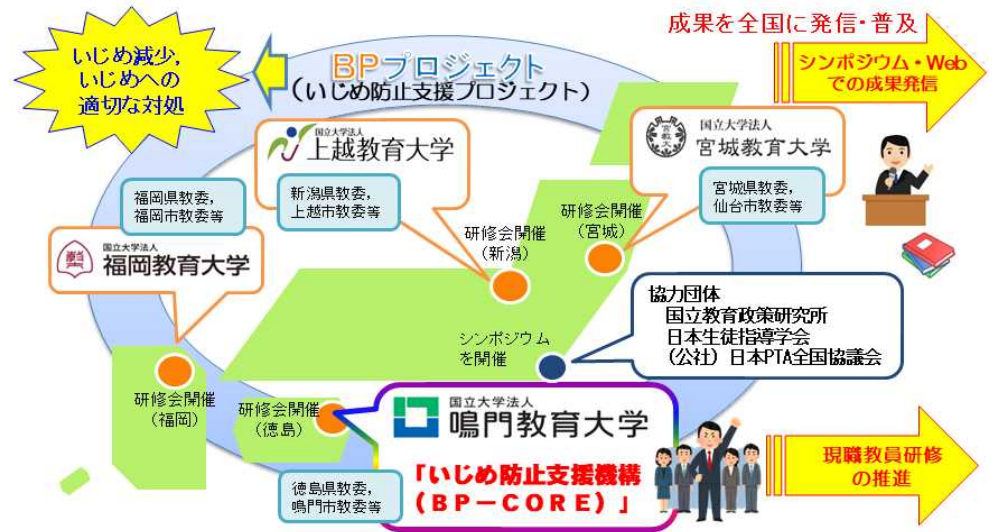 いじめ減少,
いじめへの
適切な対処
BPプロジェクト
(いじめ防止支援プロジェクト)
成果を全国に発信・普及
シンポジウム・Web
での成果発信
国立大学法人
上越教育大学
新潟県教委,
上越市教委等
国立大学法人
宮城教育大学
宮教大
宮城県教委,
仙台市教委等
福岡県教委,
福岡市教委等
国立大学法人
福岡教育大学
研修会開催
(新潟)
研修会開催
(宮城)
協力団体
国立教育政策研究所
日本生徒指導学会
(公社)日本PTA全国協議会
シンポジウム
を開催
研修会開催
(福岡)
研修会開催
(徳島)
国立大学法人
鳴門教育大学
「いじめ防止支援機構
(BP-CORE)」
徳島県教委,
鳴門市教委等
現職教員研修
の推進